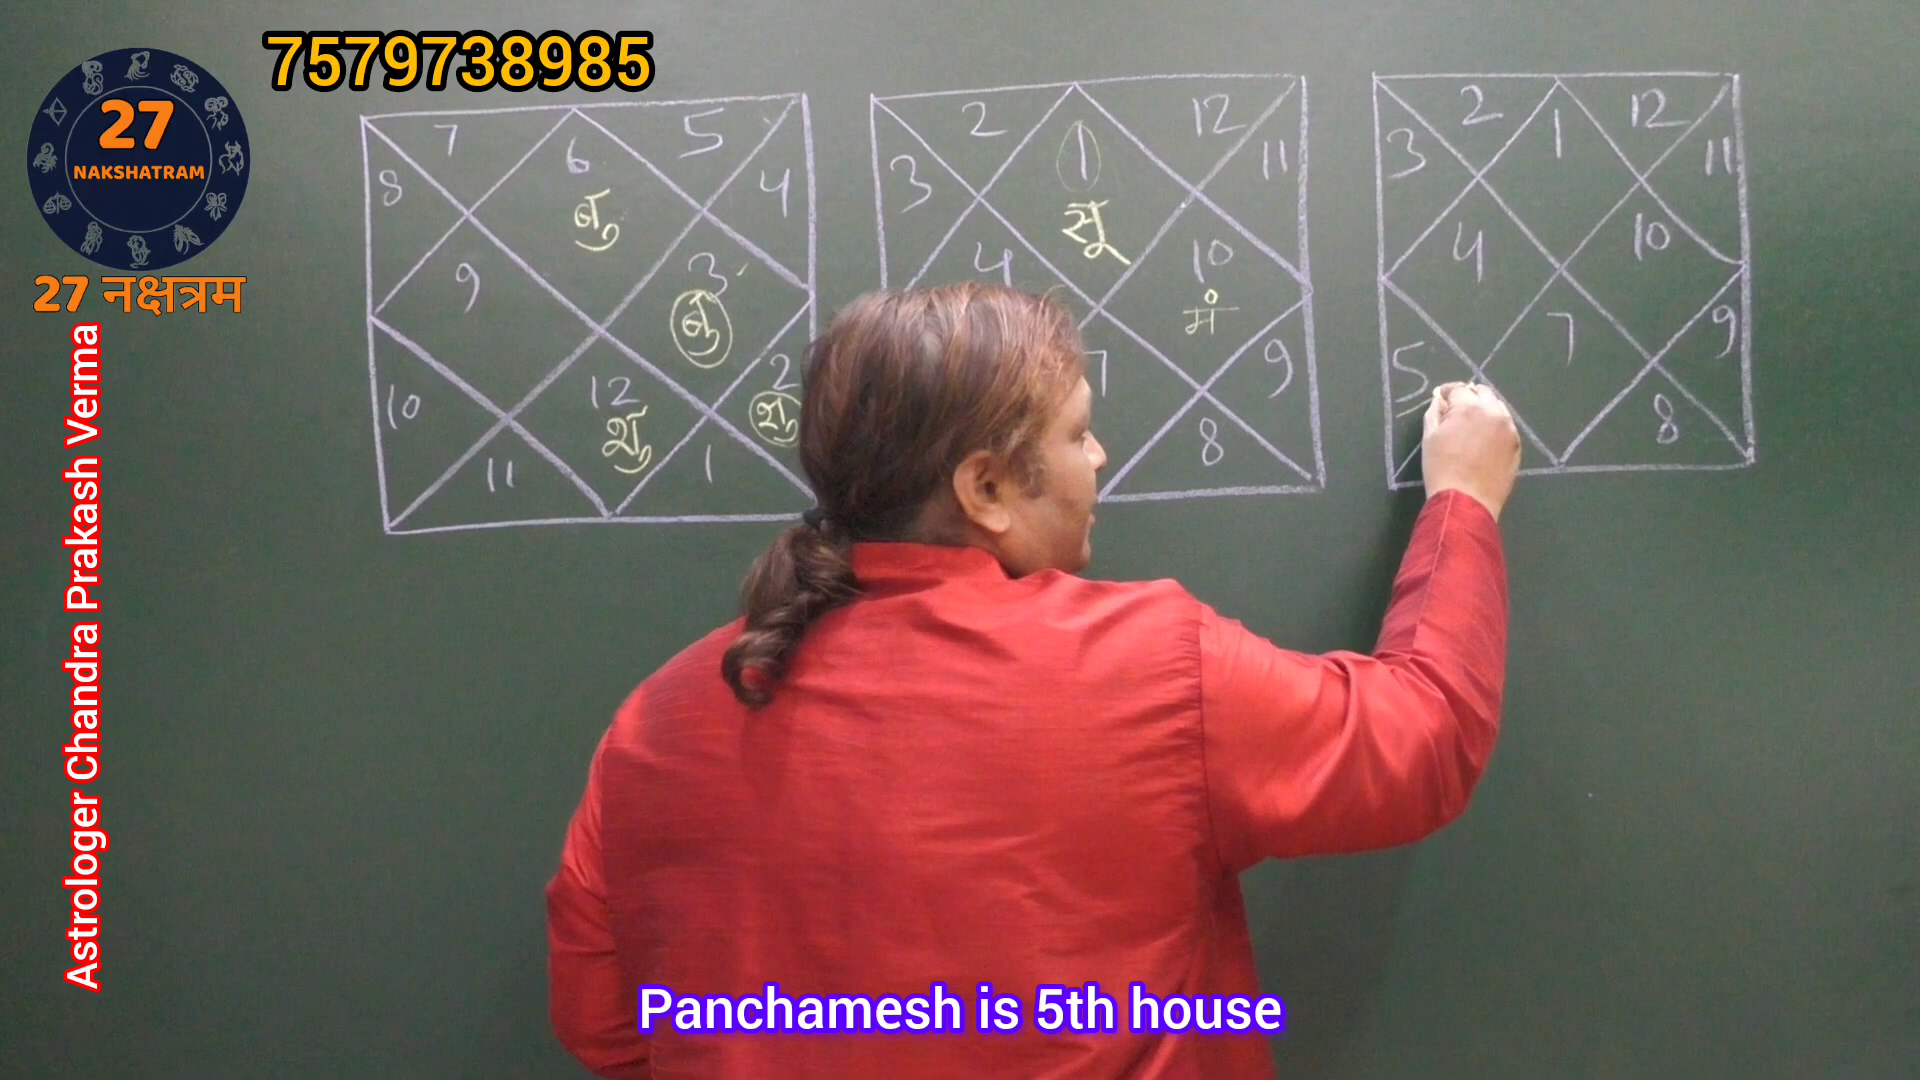 7579738985
27
NAKSHATRAM
27 नक्षत्रम
Astrologer Chandra Prakash Verma
7 6 5
8 बु 4
9 3
बु
12 2
10 शु शु
11 1
2 1 12
3 11
सू
4 10
मं
7 9
8
2 1 12
3 11
4 10
5 7 9
8
Panchamesh is 5th house